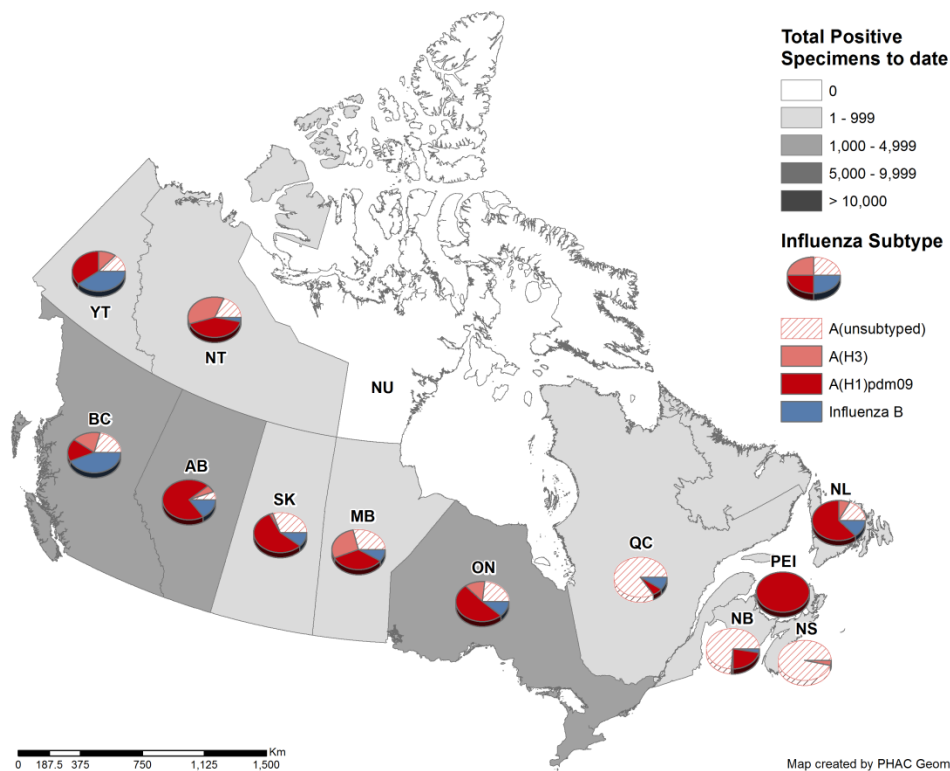 Total Positive
Specimens to date
0
1 - 999
1,000 - 4,999
5,000 - 9,999
> 10,000
Influenza Subtype
A(unsubtyped)
A(H3)
A(H1)pdm09
Influenza B
YT
NT
NU
BC
AB
SK
MB
ON
QC
NL
PEI
NB
NS
Km
0 187.5 375 750 1,125 1,500
Map created by PHAC Geom